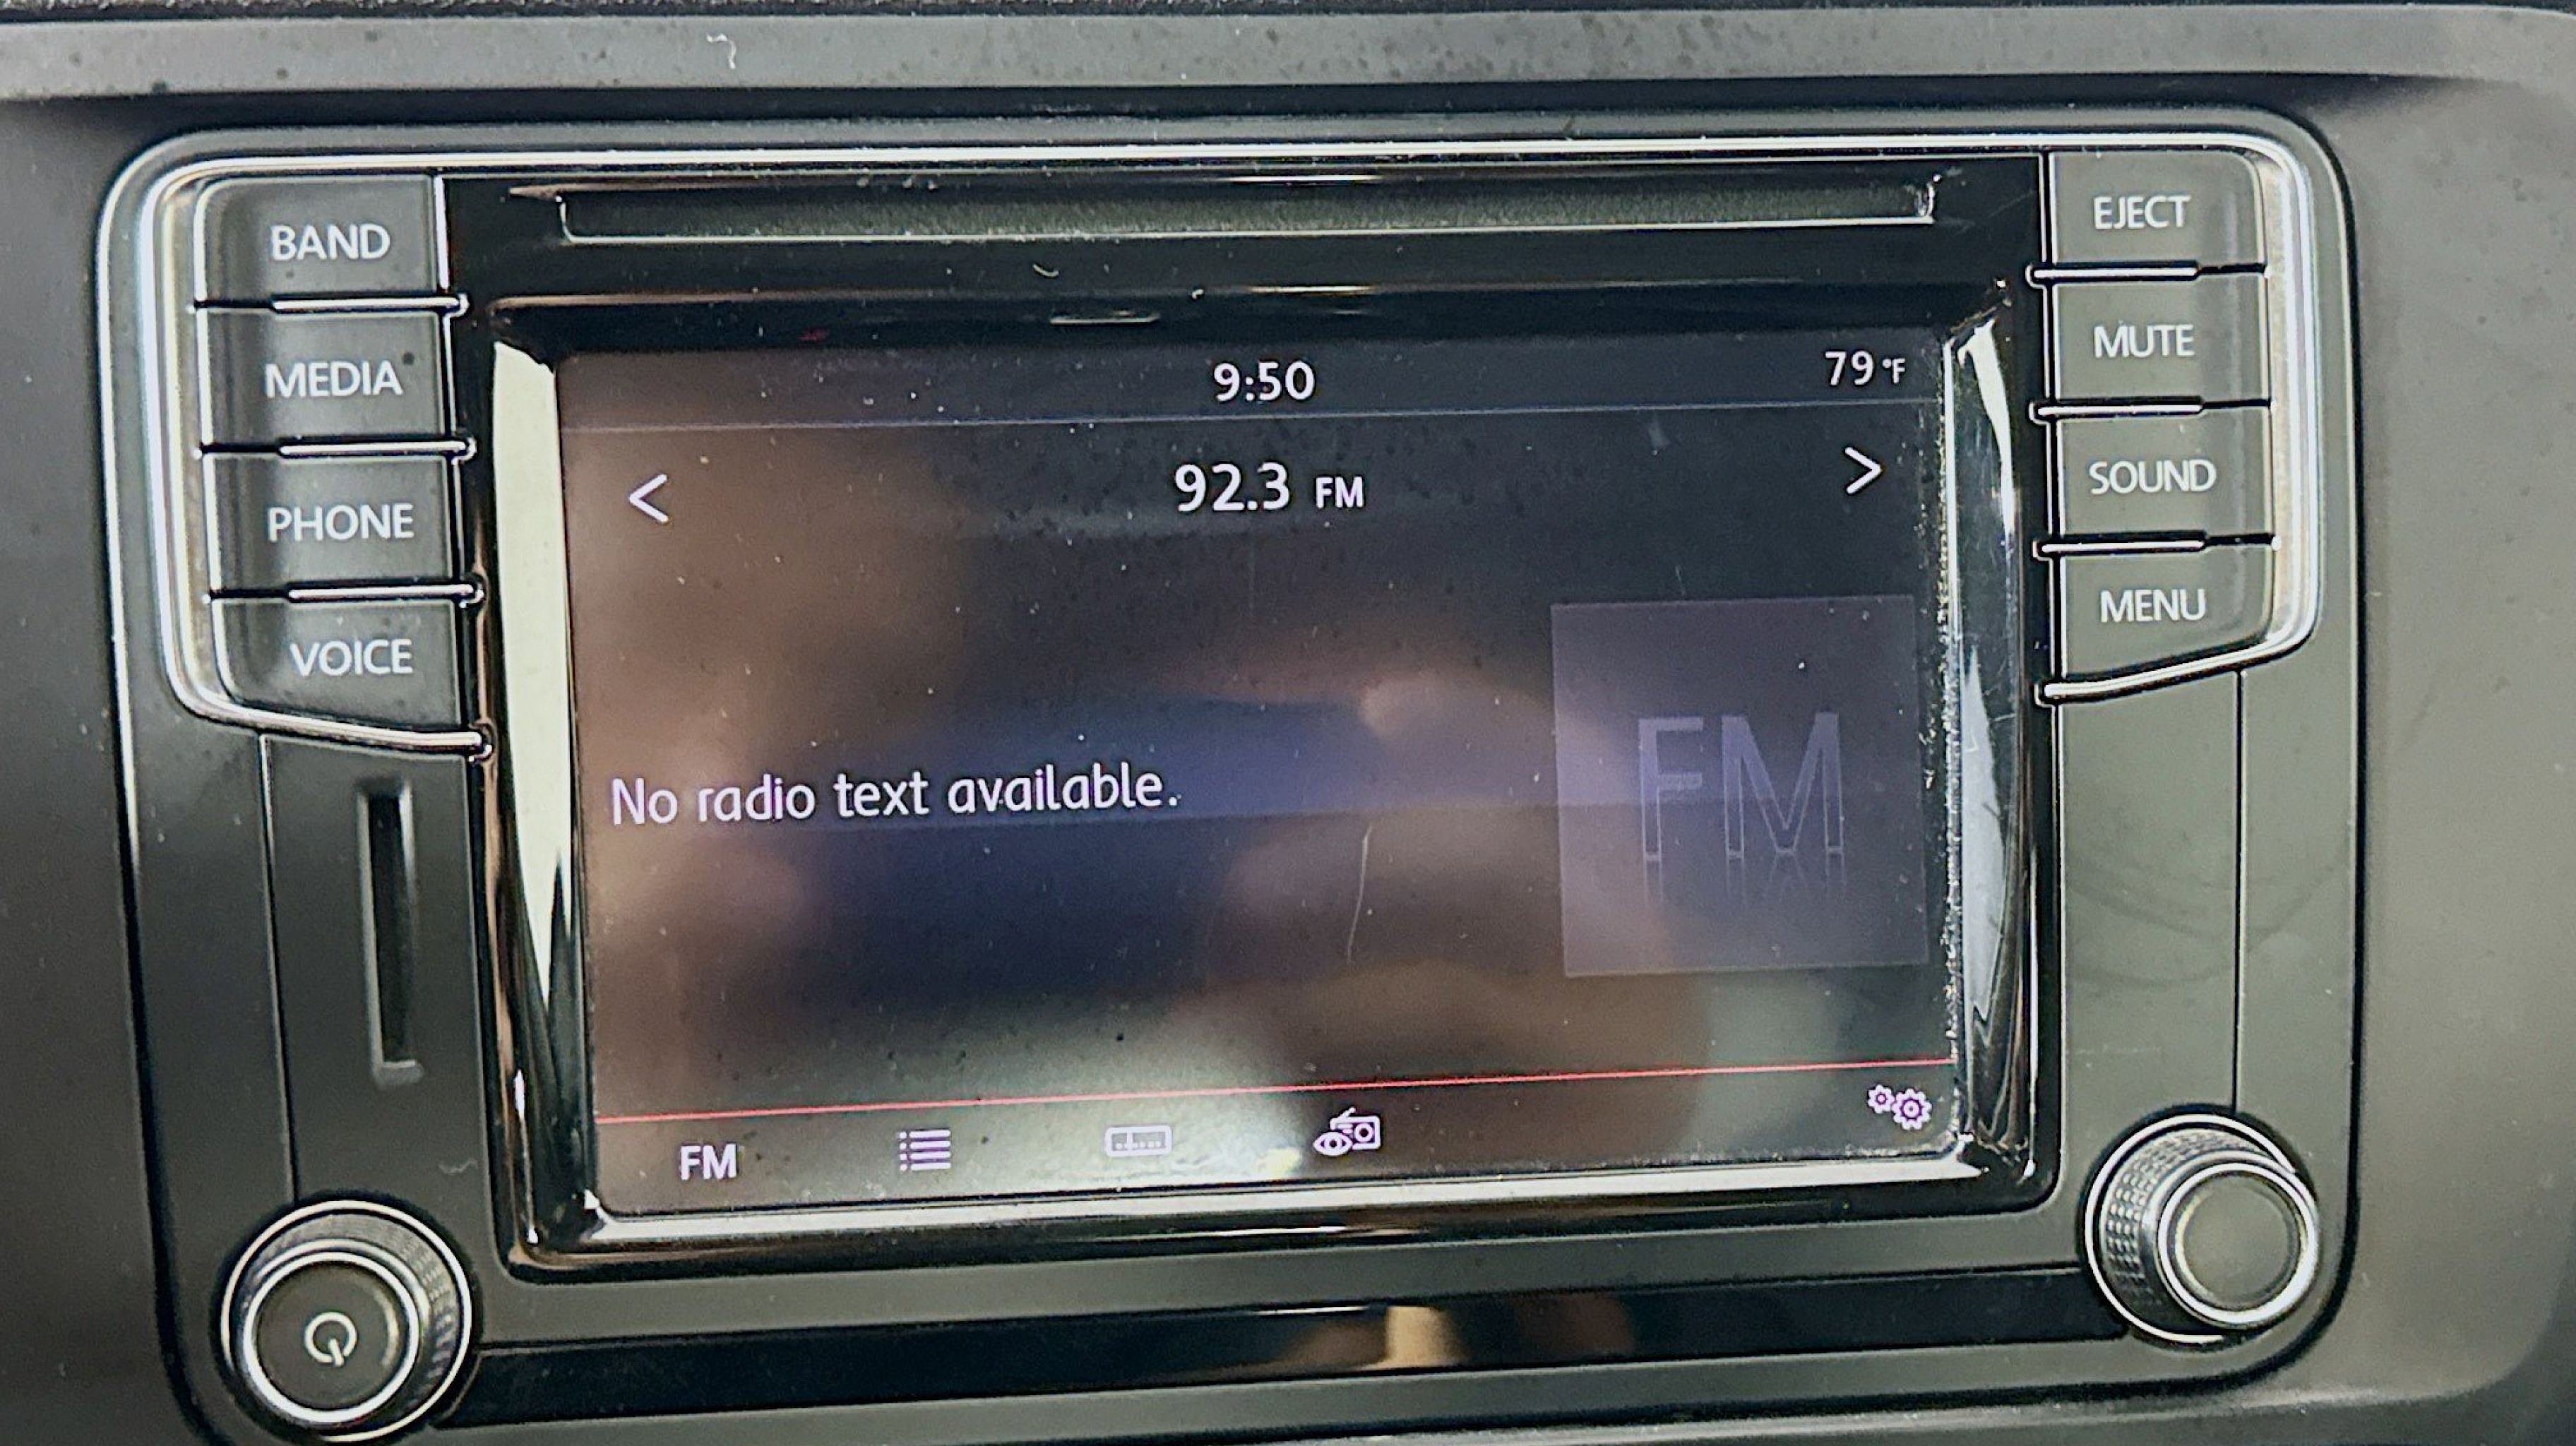 BAND
MEDIA
PHONE
VOICE
9:50
79 °F
< 92.3 FM >
No radio text available.
FM
FM
EJECT
MUTE
SOUND
MENU